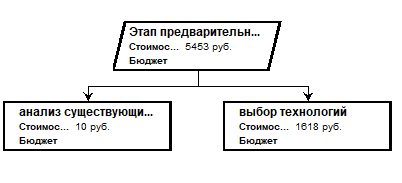 Этап предварительн...
Стоимос... 5453 руб.
Бюджет
анализ существующи...
Стоимос... 10 руб.
Бюджет
выбор технологий
Стоимос... 1618 руб.
Бюджет